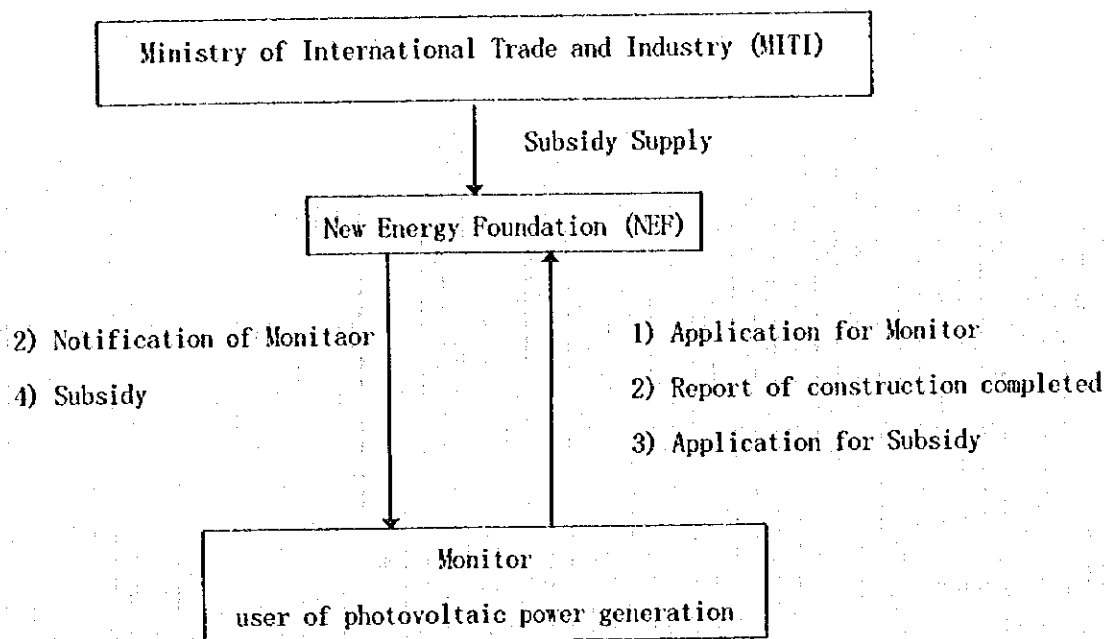 Ministry of International Trade and Industry (MITI)
Subsidy Supply
New Energy Foundation (NEF)
2) Notification of Monitaor
4) Subsidy
1) Application for Monitor
2) Report of construction completed
3) Application for Subsidy
Monitor
user of photovoltaic power generation